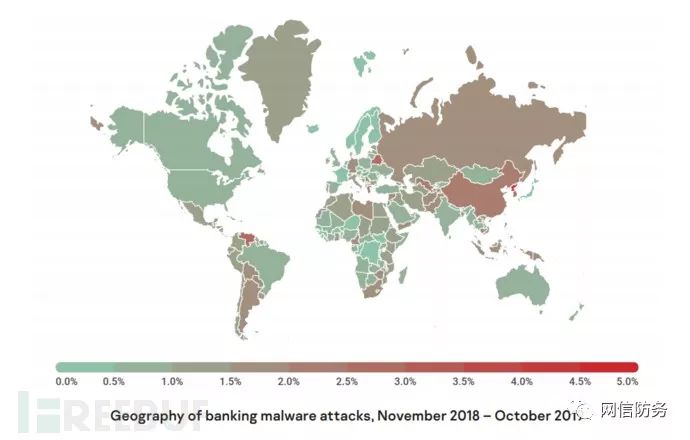 0.0% 0.5% 1.0% 1.5% 2.0% 2.5% 3.0% 3.5% 4.0% 4.5% 5.0%
FREEBUF
网信防务
Geography of banking malware attacks, November 2018 – October 2019